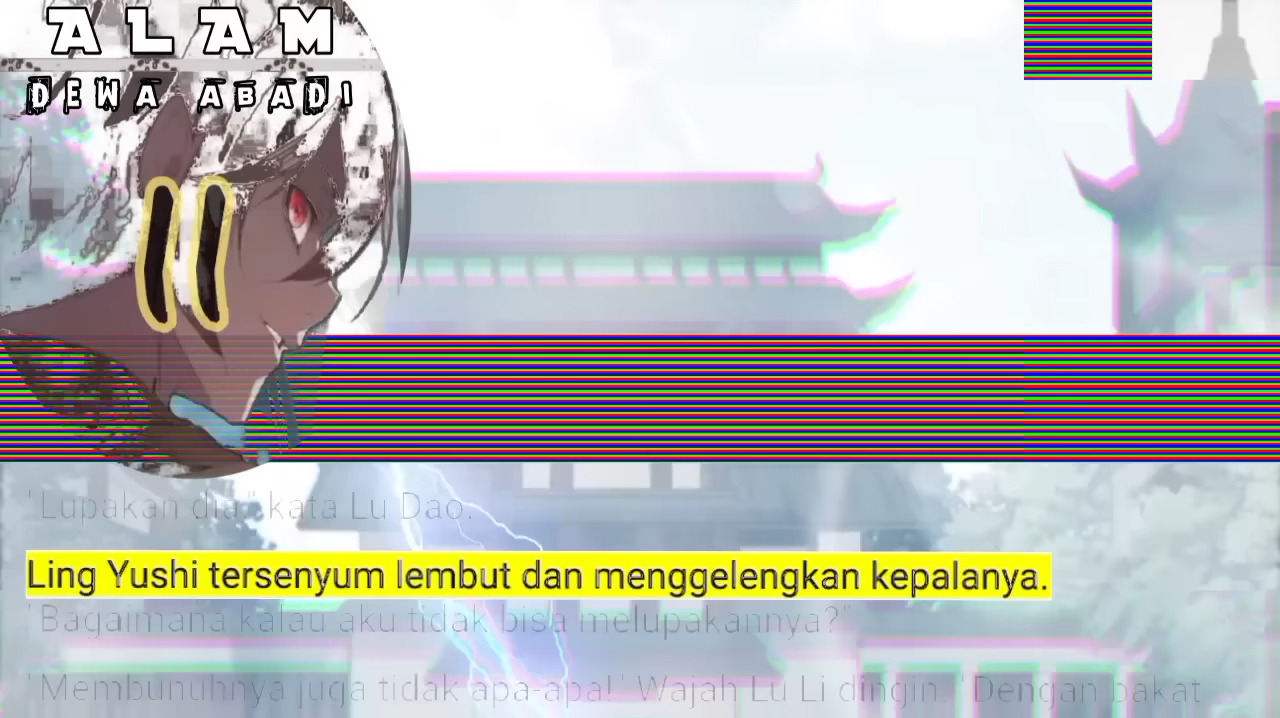 ALAM
DEWA ABADI
"Lupakan dia," kata Lu Dao.
Ling Yushi tersenyum lembut dan menggelengkan kepalanya.
"Bagaimana kalau aku tidak bisa melupakannya?"
"Membunuhnya juga tidak apa-apa!" Wajah Lu Li dingin. "Dengan bakat